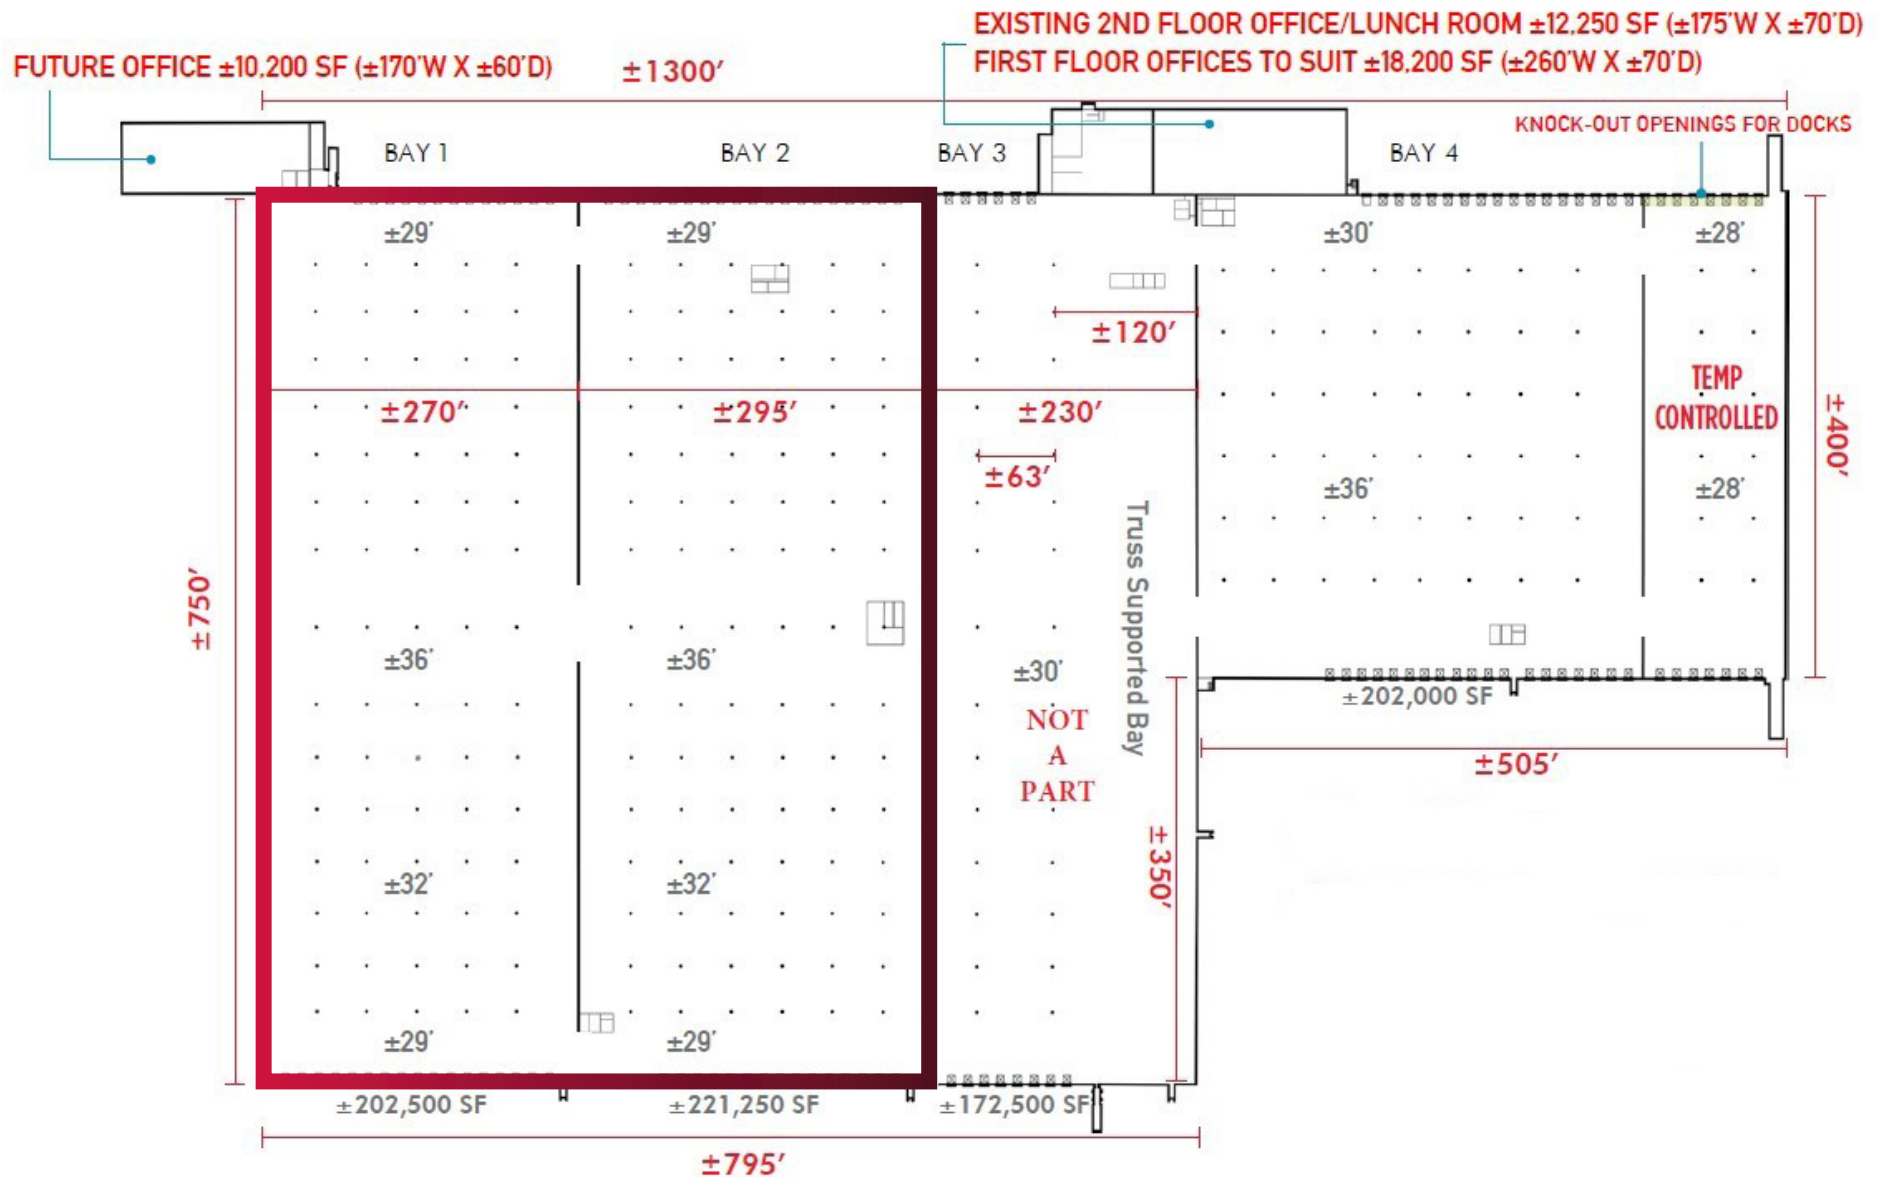 EXISTING 2ND FLOOR OFFICE/LUNCH ROOM ±12,250 SF (±175'W X ±70'D)
FIRST FLOOR OFFICES TO SUIT ±18,200 SF (±260'W X ±70'D)
FUTURE OFFICE ±10,200 SF (±170'W X ±60'D)
±1300'
KNOCK-OUT OPENINGS FOR DOCKS
BAY 1
BAY 2
BAY 3
BAY 4
±29'
±29'
±30'
±28'
±120'
TEMP
CONTROLLED
±270'
±295'
±230'
±400'
±63'
±36'
±28'
Truss Supported Bay
±750'
±36'
±36'
±30'
NOT
A
PART
±202,000 SF
±505'
±350'
±32'
±32'
±29'
±29'
±202,500 SF
±221,250 SF
±172,500 SF
±795'